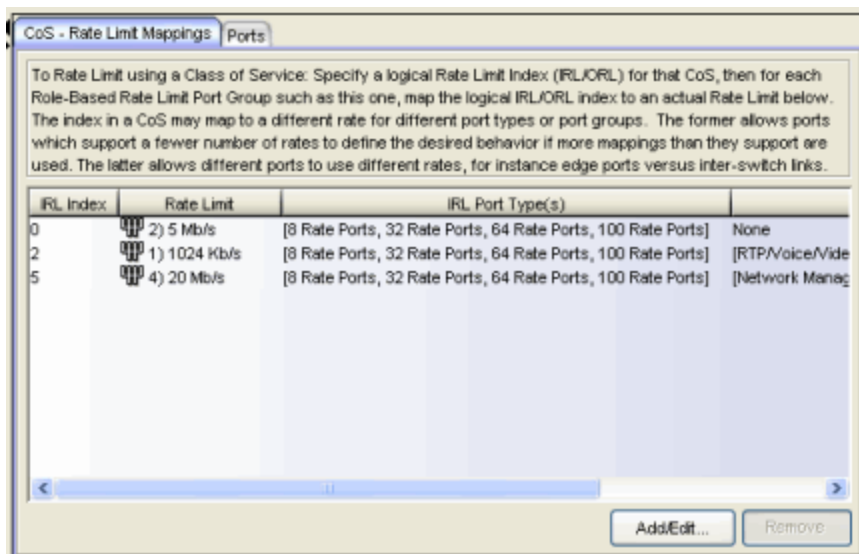 CoS - Rate Limit Mappings Ports
To Rate Limit using a Class of Service: Specify a logical Rate Limit Index (IRL/ORL) for that CoS, then for each
Role-Based Rate Limit Port Group such as this one, map the logical IRL/ORL index to an actual Rate Limit below.
The index in a CoS may map to a different rate for different port types or port groups. The former allows ports
which support a fewer number of rates to define the desired behavior if more mappings than they support are
used. The latter allows different ports to use different rates, for instance edge ports versus inter-switch links.
IRL Index Rate Limit IRL Port Type(s)
0 2) 5 Mb/s [8 Rate Ports, 32 Rate Ports, 64 Rate Ports, 100 Rate Ports] None
2 1) 1024 Kb/s [8 Rate Ports, 32 Rate Ports, 64 Rate Ports, 100 Rate Ports] [RTP/Voice/Vide
5 4) 20 Mb/s [8 Rate Ports, 32 Rate Ports, 64 Rate Ports, 100 Rate Ports] [Network Manag
Add/Edit... Remove